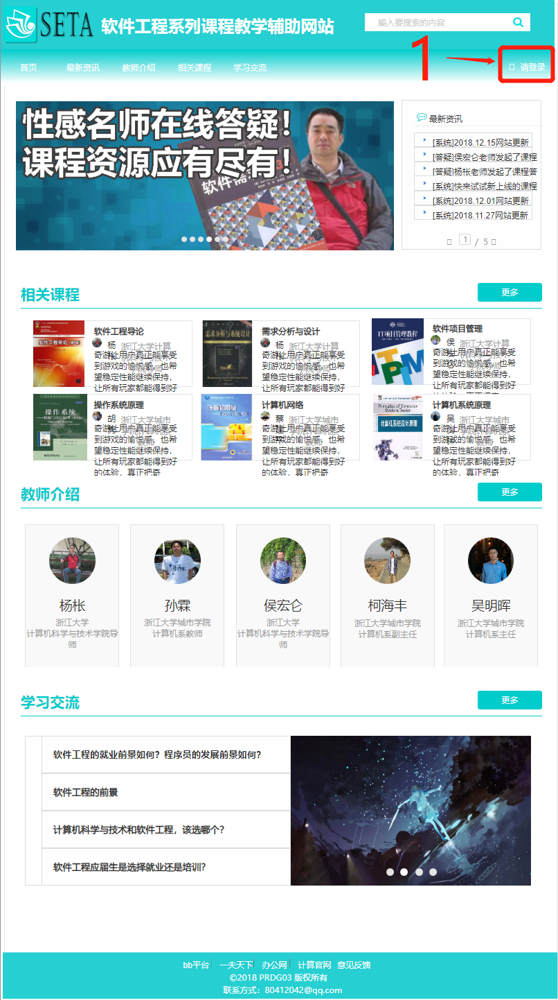 SETA 软件工程系列课程教学辅助网站
输入要搜索的内容
首页 最新资讯 教师介绍 相关课程 学习交流
1
请登录
性感名师在线答疑！
课程资源应有尽有！
最新资讯
[系统]2018.12.15网站更新
[答疑]侯宏仑老师发起了课程
[答疑]杨枨老师发起了课程答
[系统]快来试试新上线的课程
[系统]2018.12.01网站更新
[系统]2018.11.27网站更新
1 / 5
相关课程
更多
软件工程导论
杨
浙江大学计算
奇游让用户真正能享受
到游戏的愉悦感，也希
望稳定性能继续保持，
让所有玩家都能得到好
需求分析与设计
杨
浙江大学计算
奇游让用户真正能享受
到游戏的愉悦感，也希
望稳定性能继续保持，
让所有玩家都能得到好
软件项目管理
侯
浙江大学计算
奇游让用户真正能享受
到游戏的愉悦感，也希
望稳定性能继续保持，
让所有玩家都能得到好
IT项目管理教程
操作系统原理
胡
浙江大学城市
奇游让用户真正能享受
到游戏的愉悦感，也希
望稳定性能继续保持，
让所有玩家都能得到好
的体验，真正把奇
操作系统
计算机网络
蔡
浙江大学城市
奇游让用户真正能享受
到游戏的愉悦感，也希
望稳定性能继续保持，
让所有玩家都能得到好
的体验，真正把奇
计算机网络
计算机系统原理
吴
浙江大学城市
奇游让用户真正能享受
到游戏的愉悦感，也希
望稳定性能继续保持，
让所有玩家都能得到好
的体验，真正把奇
教师介绍
更多
杨枨
浙江大学
计算机科学与技术学院导
师
孙霖
浙江大学城市学院
计算机系教师
侯宏仑
浙江大学
计算机科学与技术学院导
师
柯海丰
浙江大学城市学院
计算机系副主任
吴明晖
浙江大学城市学院
计算机系主任
学习交流
更多
软件工程的就业前景如何？程序员的发展前景如何？
软件工程的前景
计算机科学与技术和软件工程，该选哪个？
软件工程应届生是选择就业还是培训？
bb平台 一夫天下 办公网 计算官网 意见反馈
©2018 PRDG03 版权所有
联系方式：80412042@qq.com